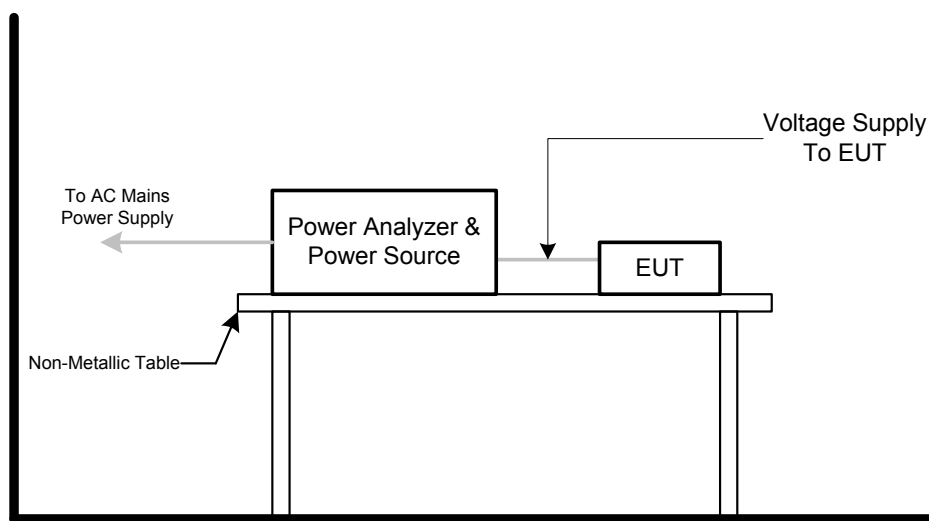 Voltage Supply
To EUT
To AC Mains
Power Supply
Power Analyzer &
Power Source
EUT
Non-Metallic Table